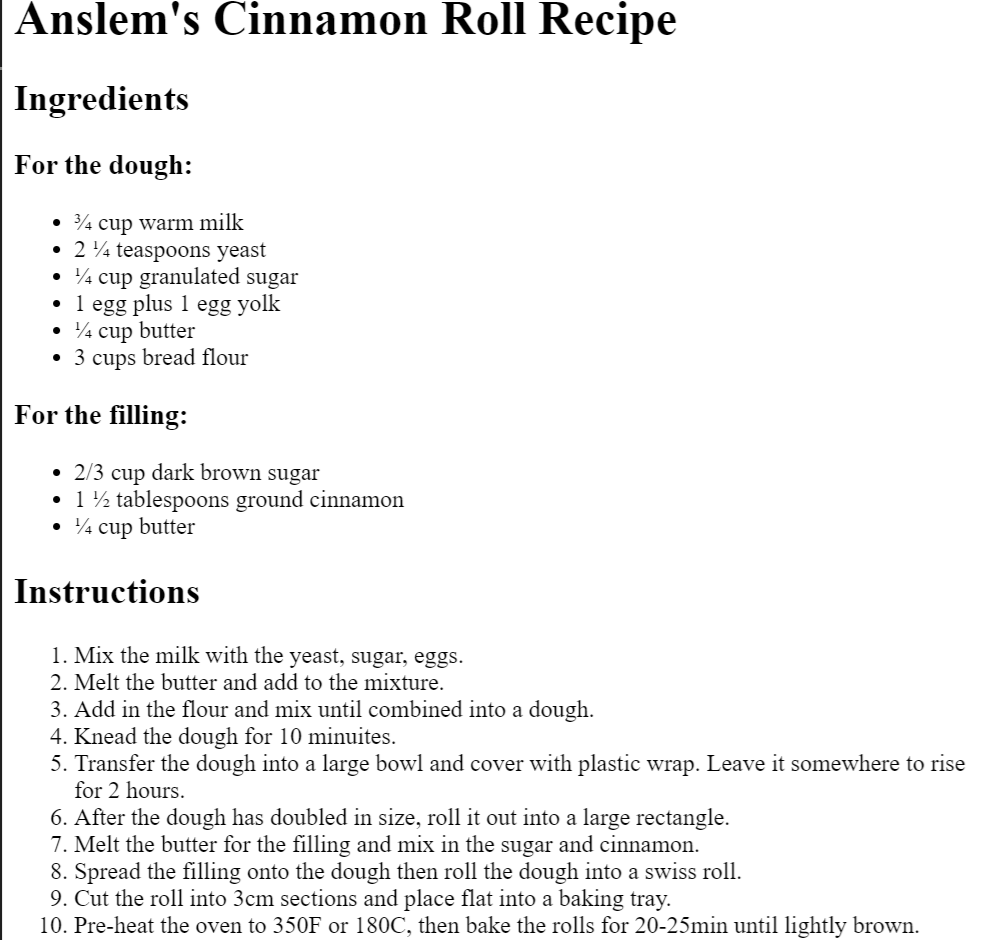 Anslem's Cinnamon Roll Recipe
Ingredients
For the dough:
• ¾ cup warm milk
• 2 ¼ teaspoons yeast
• ¼ cup granulated sugar
• 1 egg plus 1 egg yolk
• ¼ cup butter
• 3 cups bread flour
For the filling:
• 2/3 cup dark brown sugar
• 1 ½ tablespoons ground cinnamon
• ¼ cup butter
Instructions
1. Mix the milk with the yeast, sugar, eggs.
2. Melt the butter and add to the mixture.
3. Add in the flour and mix until combined into a dough.
4. Knead the dough for 10 minuites.
5. Transfer the dough into a large bowl and cover with plastic wrap. Leave it somewhere to rise
for 2 hours.
6. After the dough has doubled in size, roll it out into a large rectangle.
7. Melt the butter for the filling and mix in the sugar and cinnamon.
8. Spread the filling onto the dough then roll the dough into a swiss roll.
9. Cut the roll into 3cm sections and place flat into a baking tray.
10. Pre-heat the oven to 350F or 180C, then bake the rolls for 20-25min until lightly brown.